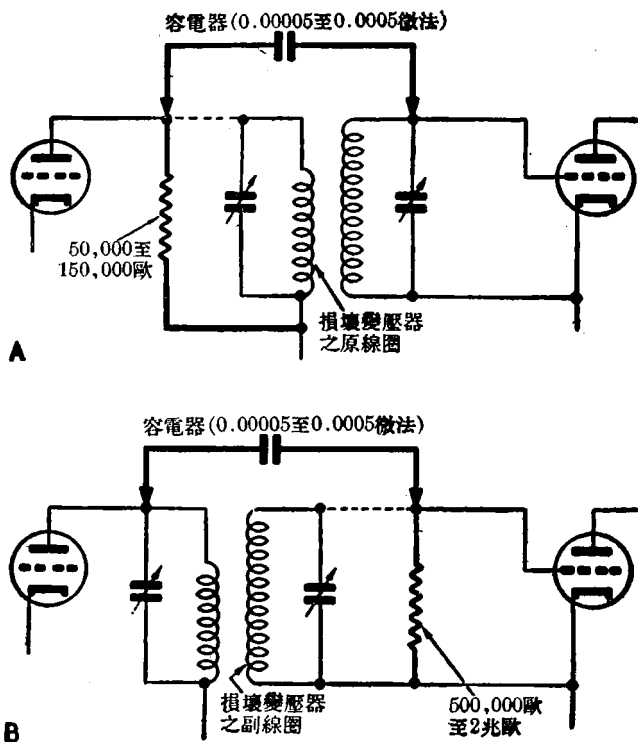 容電器(0.00005至0.0005微法)
50,000至
150,000歐
損壞變壓器
之原線圈
A
容電器(0.00005至0.0005微法)
損壞變壓器
之副線圈
500,000歐
至2兆歐
B